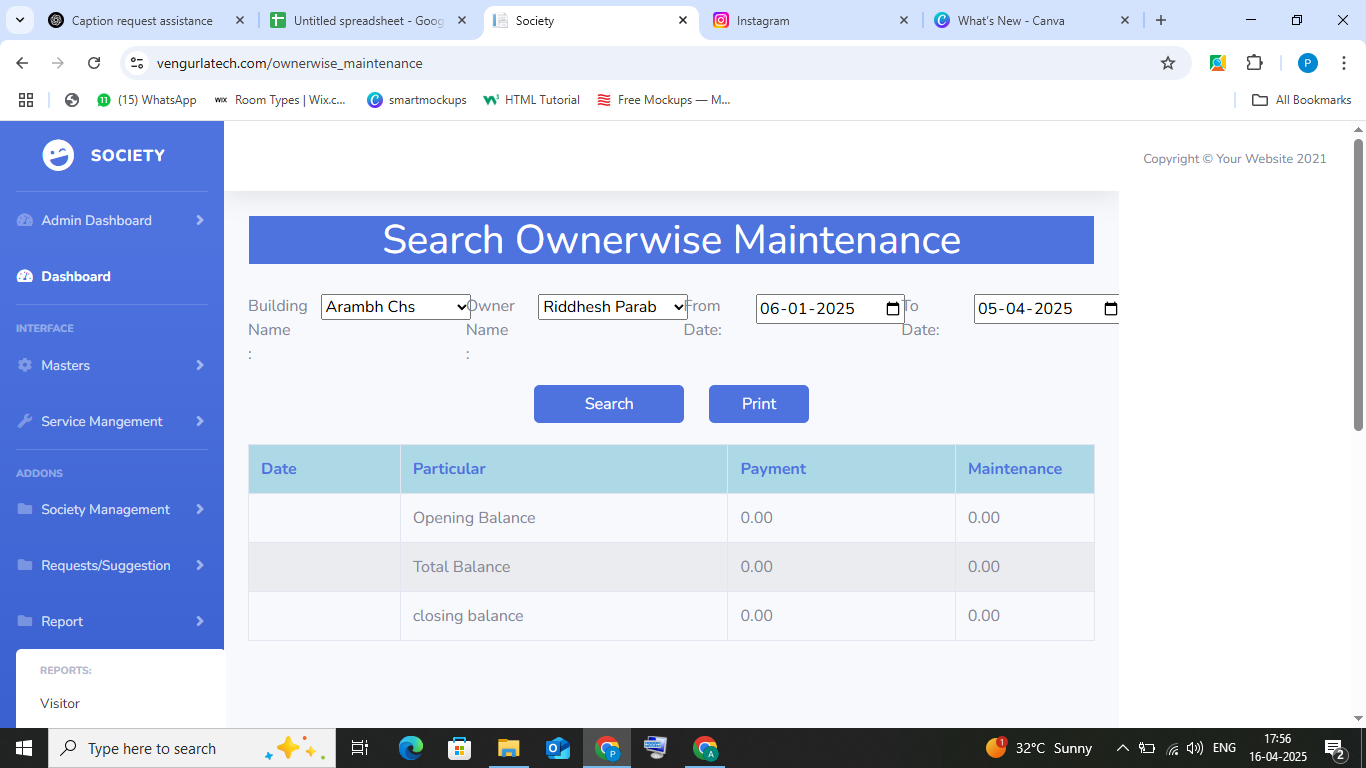 Caption request assistance
Untitled spreadsheet - Goog
Society
Instagram
What's New - Canva
vengurlatech.com/ownerwise_maintenance
P
(15) WhatsApp
WIX Room Types | Wix.c...
smartmockups
HTML Tutorial
Free Mockups — M...
All Bookmarks
SOCIETY
Copyright © Your Website 2021
Admin Dashboard
Dashboard
INTERFACE
Masters
Service Mangement
ADDONS
Society Management
Requests/Suggestion
Report
REPORTS:
Visitor
Search Ownerwise Maintenance
Building Name :
Arambh Chs
Owner Name :
Riddhesh Parab
From Date:
06-01-2025
To Date:
05-04-2025
Search
Print
Date Particular Payment Maintenance
Opening Balance 0.00 0.00
Total Balance 0.00 0.00
closing balance 0.00 0.00
Type here to search
32°C Sunny
ENG
17:56
16-04-2025
2